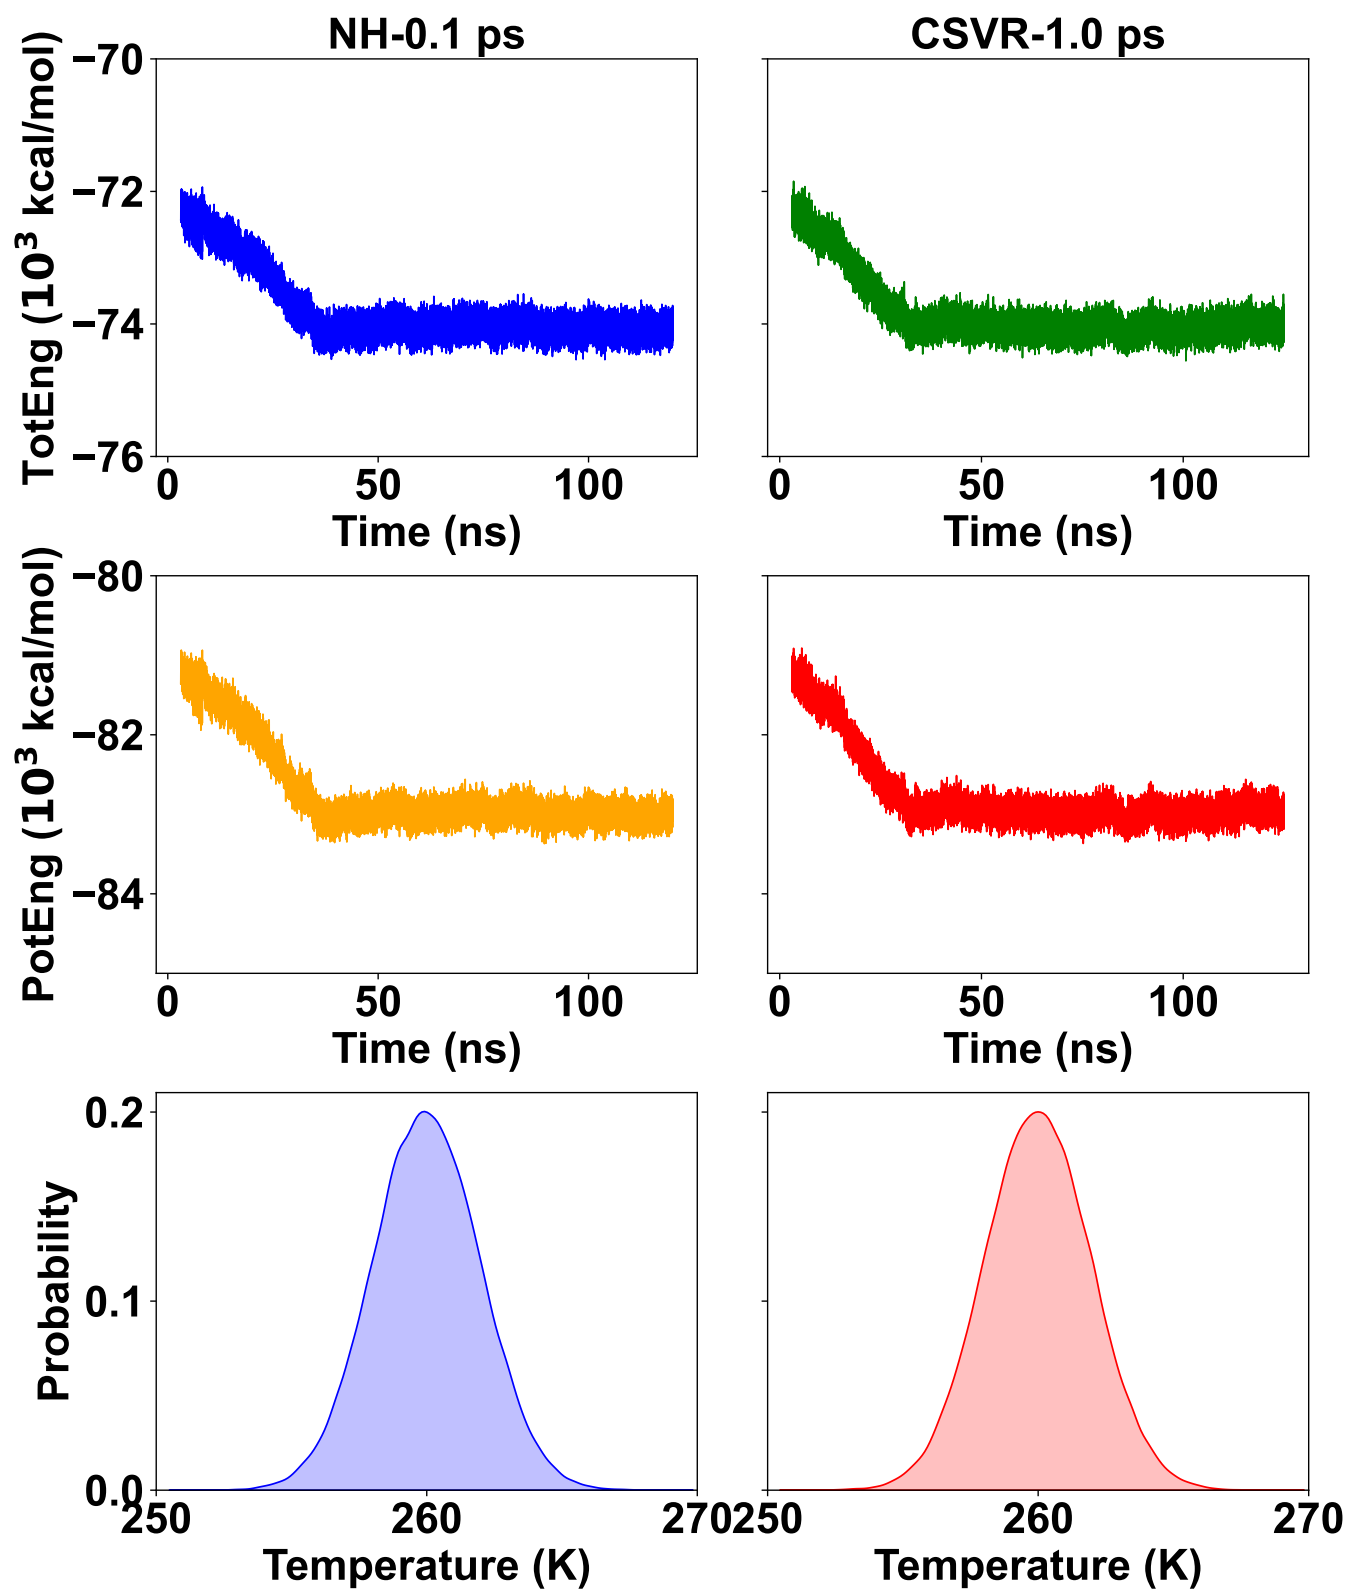 NH-0.1 ps
CSVR-1.0 ps
TotEng (10³ kcal/mol)
−70
−72
−74
−76
0 50 100
0 50 100
Time (ns)
Time (ns)
PotEng (10³ kcal/mol)
−80
−82
−84
0 50 100
0 50 100
Time (ns)
Time (ns)
Probability
0.2
0.1
0.0
250 260 270
250 260 270
Temperature (K)
Temperature (K)